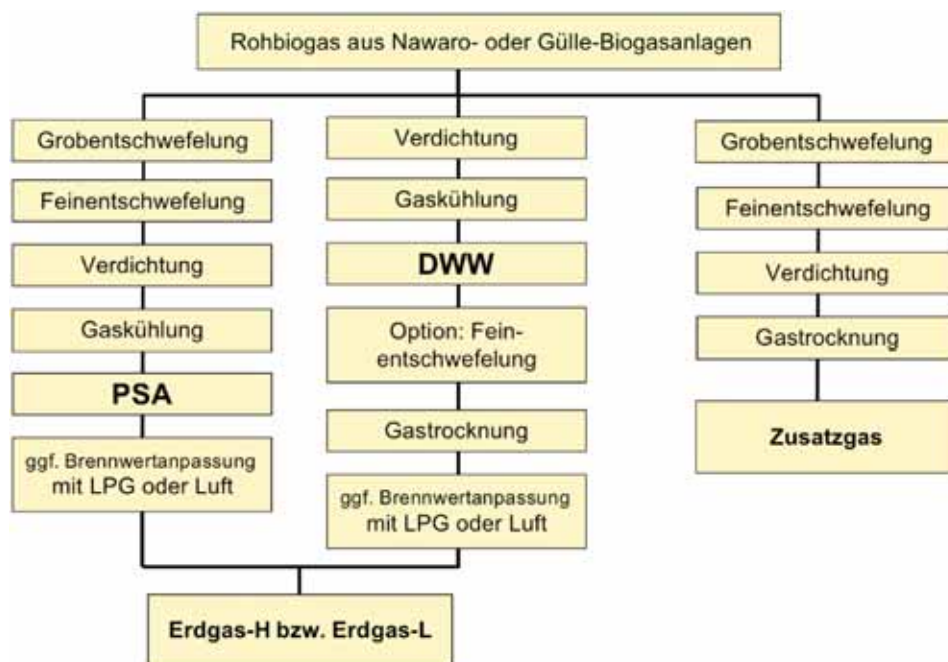 Rohbiogas aus Nawaro- oder Gülle-Biogasanlagen
Grobentschwefelung
Feinentschwefelung
Verdichtung
Gaskühlung
PSA
ggf. Brennwertanpassung
mit LPG oder Luft
Verdichtung
Gaskühlung
DWW
Option: Fein-
entschwefelung
Gastrocknung
ggf. Brennwertanpassung
mit LPG oder Luft
Erdgas-H bzw. Erdgas-L
Grobentschwefelung
Feinentschwefelung
Verdichtung
Gastrocknung
Zusatzgas